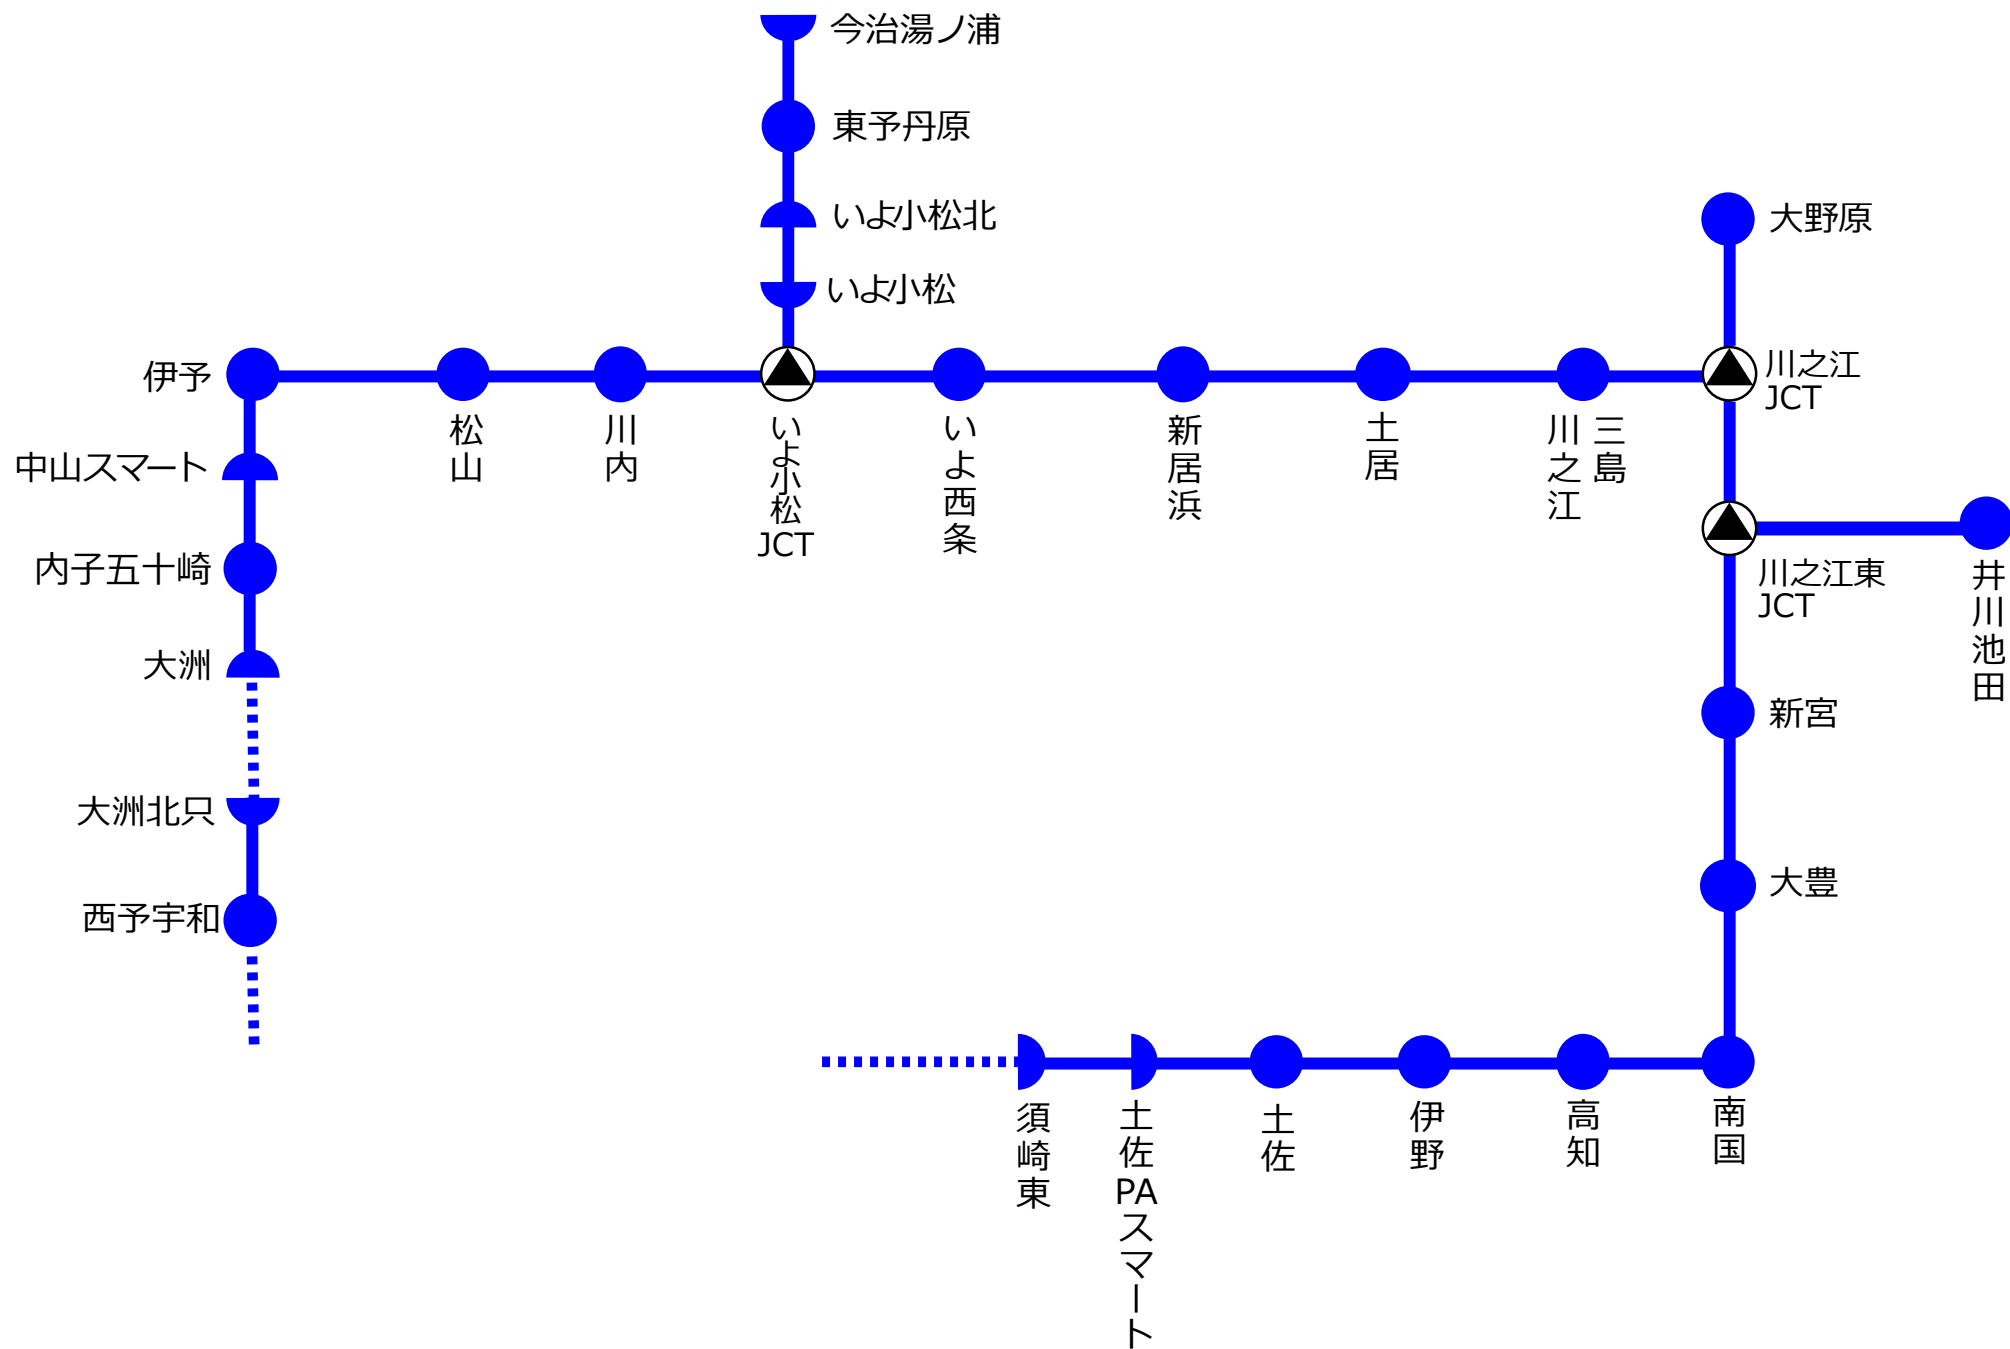 今治湯ノ浦
東予丹原
いよ小松北
いよ小松
大野原
伊予
松山
川内
いよ小松JCT
いよ西条
新居浜
土居
三島
川之江
川之江
JCT
中山スマート
内子五十崎
大洲
川之江東
JCT
井川池田
新宮
大洲北只
大豊
西予宇和
須崎東
土佐PAスマート
土佐
伊野
高知
南国